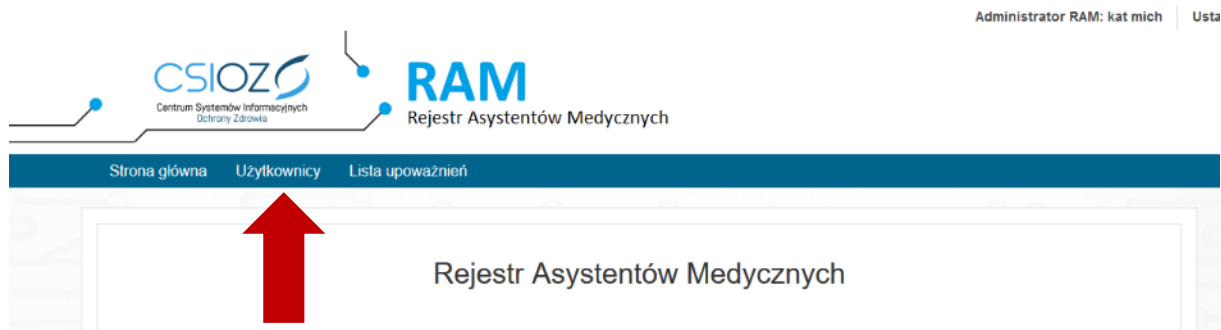 Administrator RAM: kat mich Usta
CSIOZ
Centrum Systemów Informacyjnych
Ochrony Zdrowia
RAM
Rejestr Asystentów Medycznych
Strona główna Użytkownicy Lista upoważnień
Rejestr Asystentów Medycznych